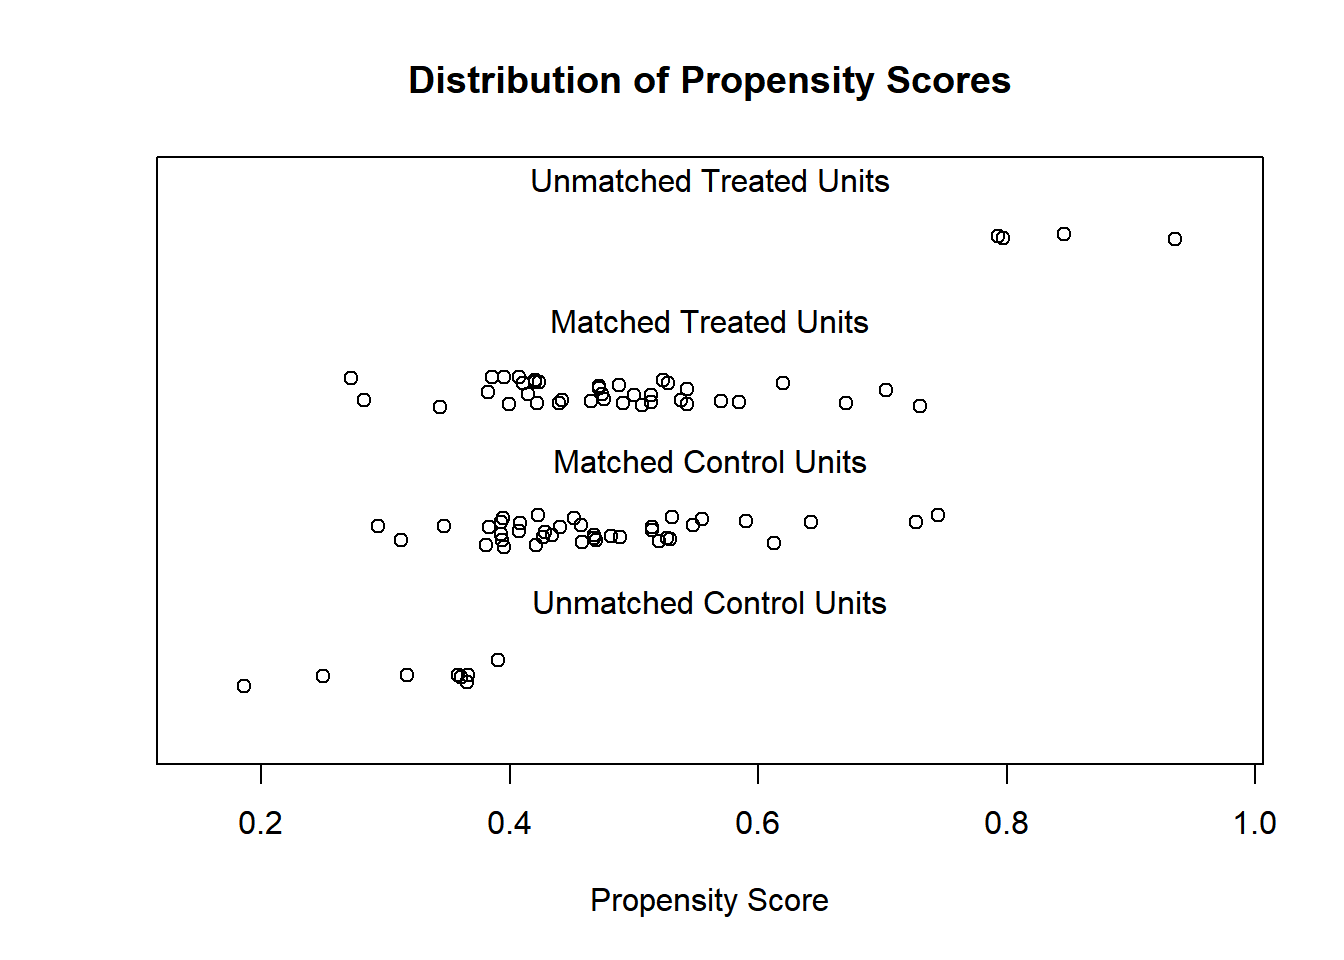 Distribution of Propensity Scores
Unmatched Treated Units
Matched Treated Units
Matched Control Units
Unmatched Control Units
0.2 0.4 0.6 0.8 1.0
Propensity Score